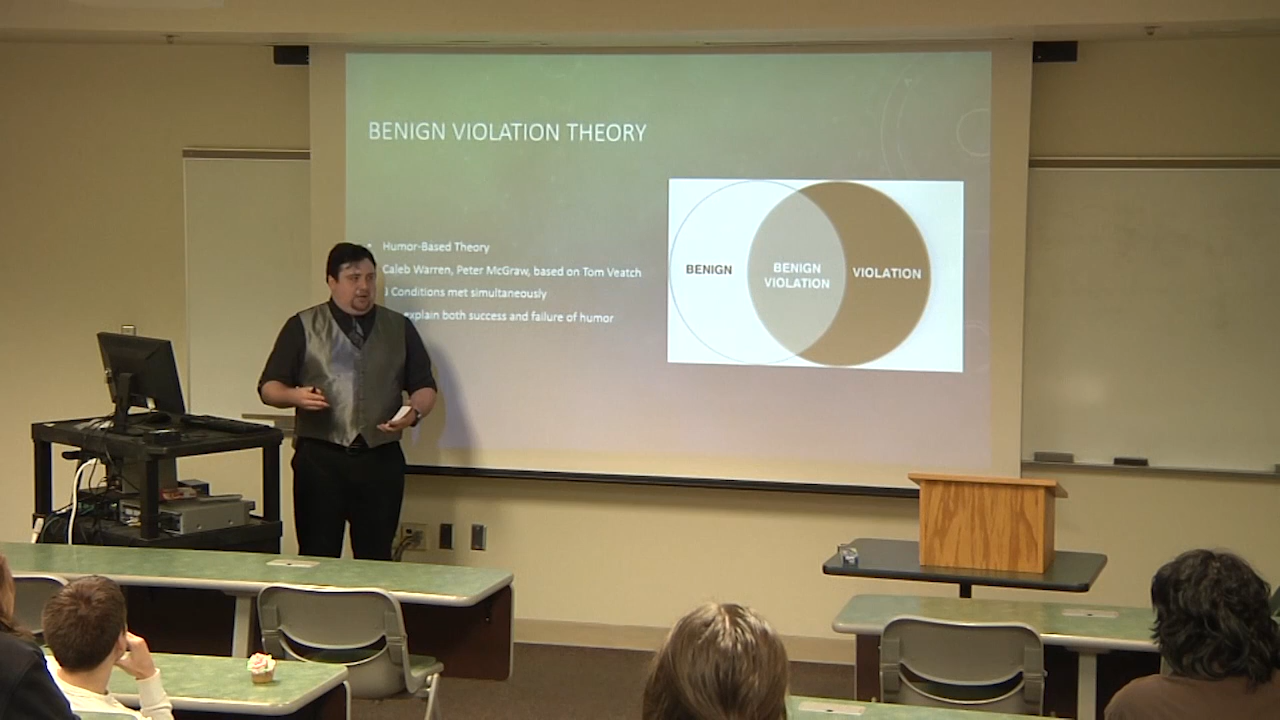 BENIGN VIOLATION THEORY
Humor-Based Theory
Caleb Warren, Peter McGraw, based on Tom Veatch
3 Conditions met simultaneously
explain both success and failure of humor
BENIGN
BENIGN
VIOLATION
VIOLATION